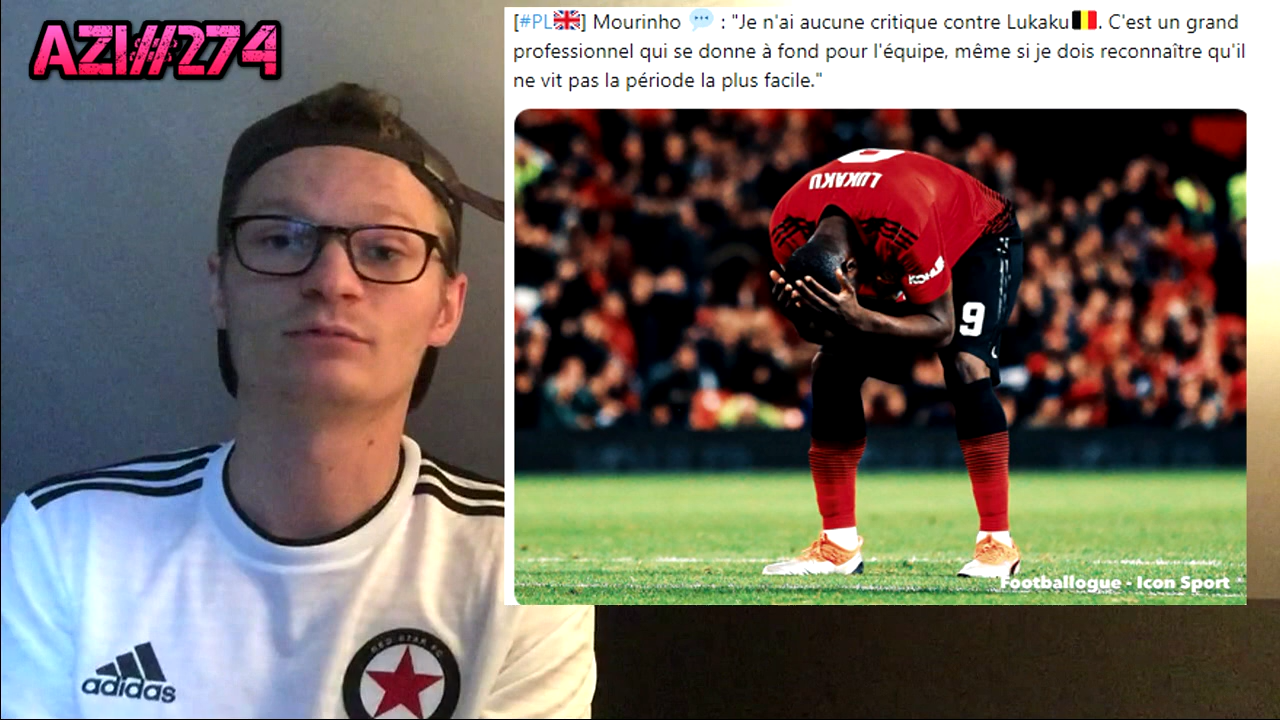 AZI//274
[#PL🇬🇧] Mourinho 💬 : "Je n'ai aucune critique contre Lukaku🇧🇪. C'est un grand
professionnel qui se donne à fond pour l'équipe, même si je dois reconnaître qu'il
ne vit pas la période la plus facile."
LUKAKU
9
Footballogue - Icon Sport
adidas
RED STAR FC